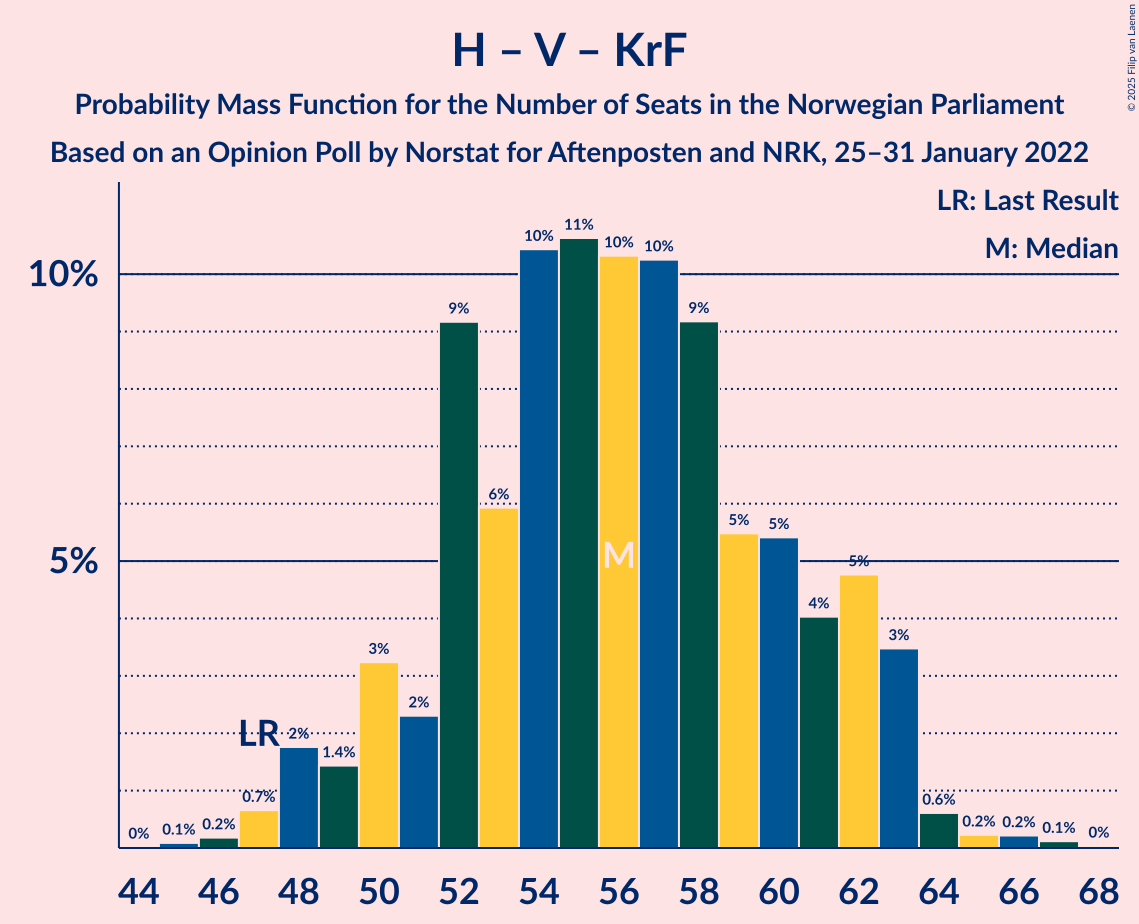 H – V – KrF
Probability Mass Function for the Number of Seats in the Norwegian Parliament
Based on an Opinion Poll by Norstat for Aftenposten and NRK, 25–31 January 2022
© 2025 Filip van Laenen
LR: Last Result
M: Median
10%
5%
0% 0.1% 0.2% 0.7% 2% 1.4% 3% 2% 9% 6% 10% 11% 10% 10% 9% 5% 5% 4% 5% 3% 0.6% 0.2% 0.2% 0.1% 0%
LR
M
44 46 48 50 52 54 56 58 60 62 64 66 68